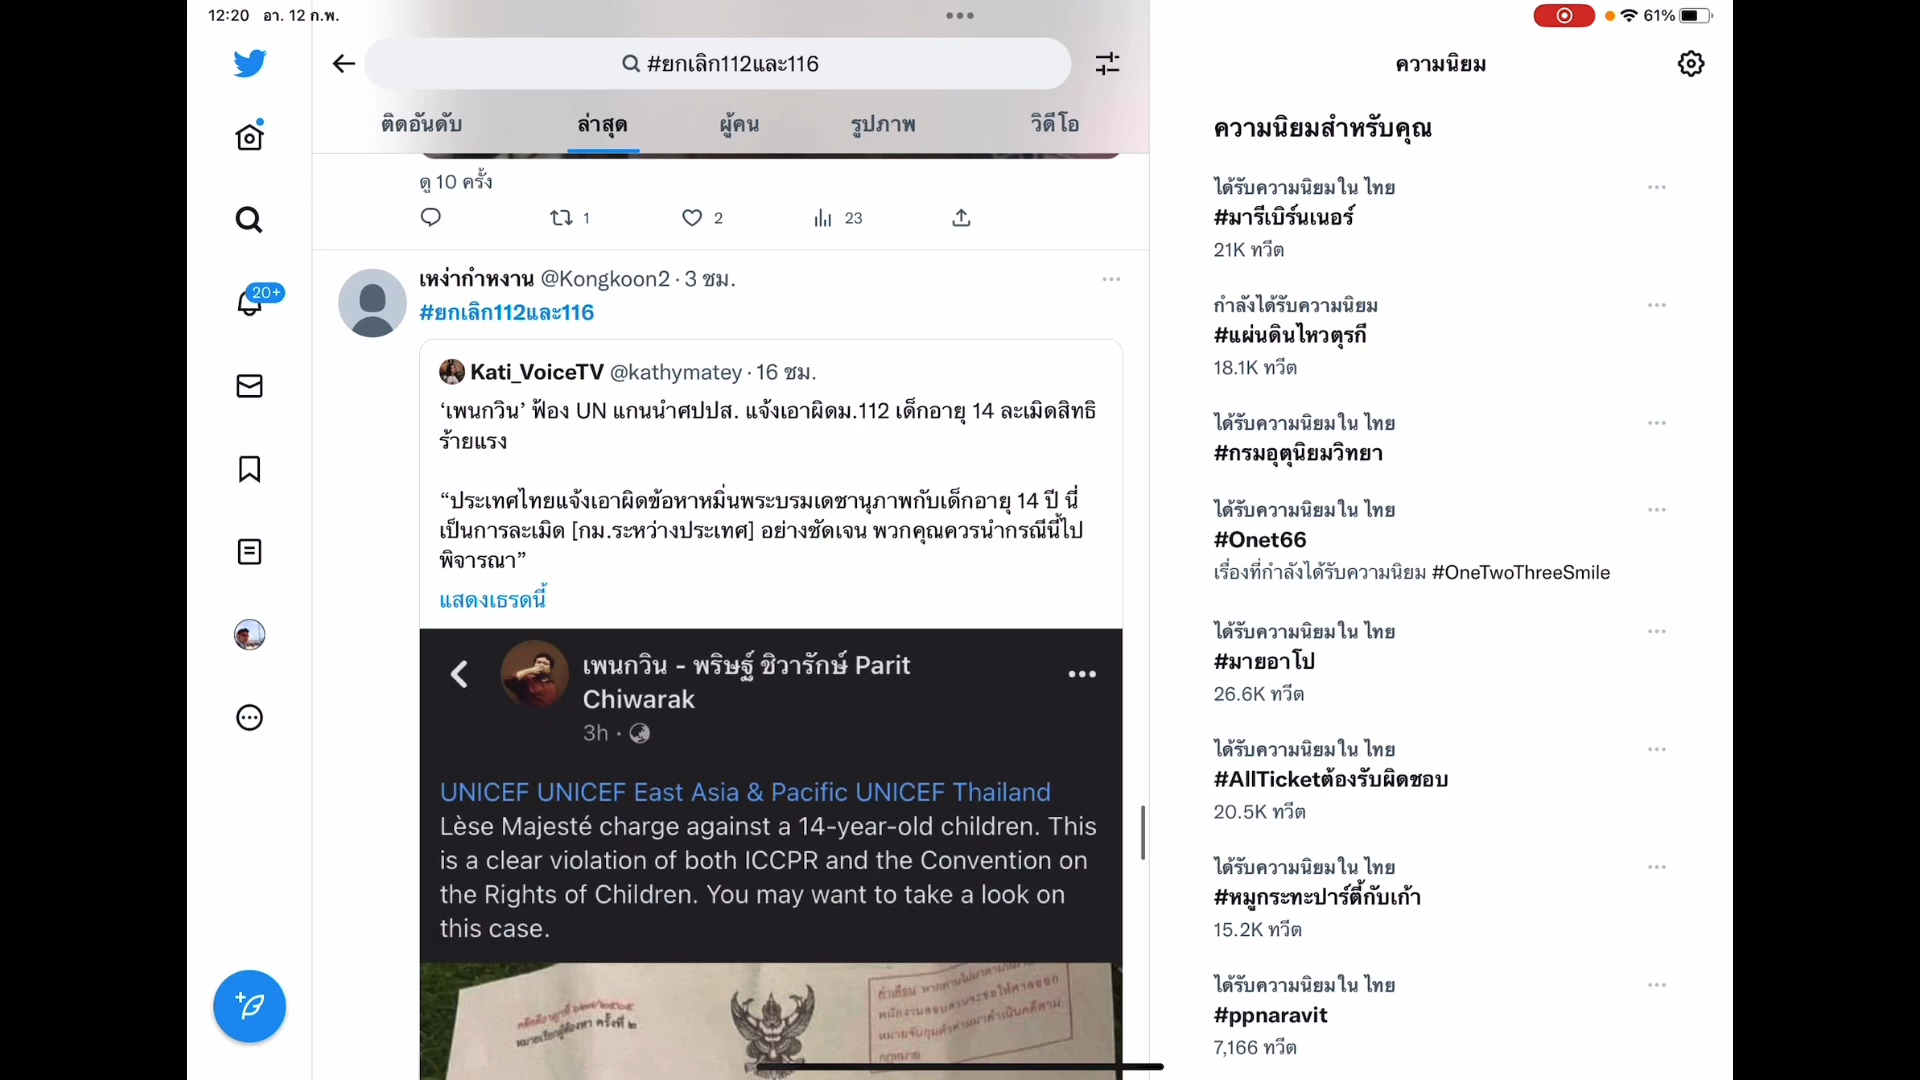 12:20 อา. 12 ก.พ.
61%
#ยกเลิก112และ116
ติดอันดับ ล่าสุด ผู้คน รูปภาพ วิดีโอ
ดู 10 ครั้ง
1 2 23
20+
เหง่ากำหงาน @Kongkoon2 · 3 ชม.
#ยกเลิก112และ116
Kati_VoiceTV @kathymatey · 16 ชม.
‘เพนกวิน’ ฟ้อง UN แกนนำศปปส. แจ้งเอาผิดม.112 เด็กอายุ 14 ละเมิดสิทธิ
ร้ายแรง
“ประเทศไทยแจ้งเอาผิดข้อหาหมิ่นพระบรมเดชานุภาพกับเด็กอายุ 14 ปี นี่
เป็นการละเมิด [กม.ระหว่างประเทศ] อย่างชัดเจน พวกคุณควรนำกรณีนี้ไป
พิจารณา”
แสดงเธรดนี้
เพนกวิน - พริษฐ์ ชิวารักษ์ Parit
Chiwarak
3h ·
UNICEF UNICEF East Asia & Pacific UNICEF Thailand
Lèse Majesté charge against a 14-year-old children. This
is a clear violation of both ICCPR and the Convention on
the Rights of Children. You may want to take a look on
this case.
หมายเรียกผู้ต้องหา ครั้งที่ ๒
กฎหมาย
ความนิยม
ความนิยมสำหรับคุณ
ได้รับความนิยมใน ไทย
#มารีเบิร์นเนอร์
21K ทวีต
กำลังได้รับความนิยม
#แผ่นดินไหวตุรกี
18.1K ทวีต
ได้รับความนิยมใน ไทย
#กรมอุตุนิยมวิทยา
ได้รับความนิยมใน ไทย
#Onet66
เรื่องที่กำลังได้รับความนิยม #OneTwoThreeSmile
ได้รับความนิยมใน ไทย
#มายอาโป
26.6K ทวีต
ได้รับความนิยมใน ไทย
#AllTicketต้องรับผิดชอบ
20.5K ทวีต
ได้รับความนิยมใน ไทย
#หมูกระทะปาร์ตี้กับเก้า
15.2K ทวีต
ได้รับความนิยมใน ไทย
#ppnaravit
7,166 ทวีต